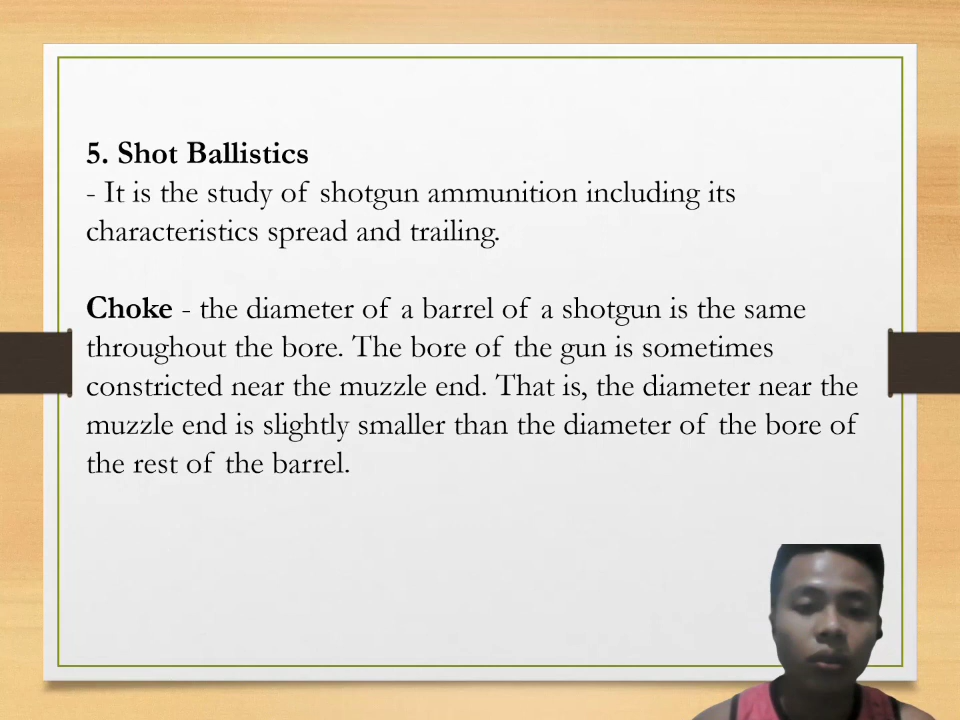 5. Shot Ballistics
- It is the study of shotgun ammunition including its
characteristics spread and trailing.
Choke - the diameter of a barrel of a shotgun is the same
throughout the bore. The bore of the gun is sometimes
constricted near the muzzle end. That is, the diameter near the
muzzle end is slightly smaller than the diameter of the bore of
the rest of the barrel.